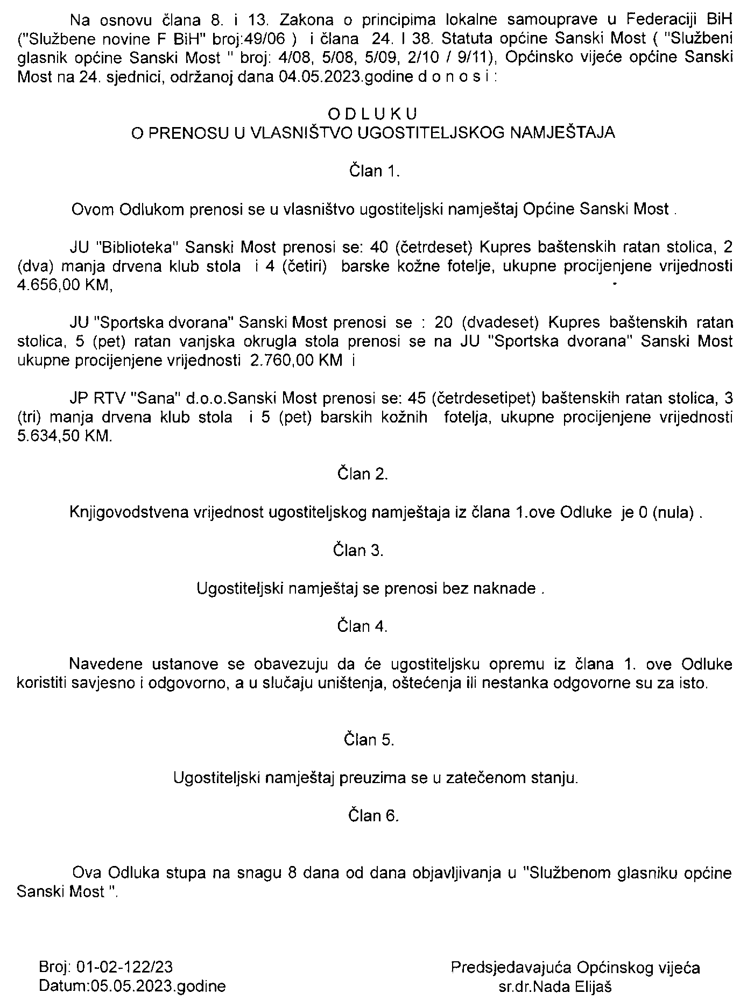 Na osnovu člana 8. i 13. Zakona o principima lokalne samouprave u Federaciji BiH
("Službene novine F BiH" broj:49/06 ) i člana 24. I 38. Statuta općine Sanski Most ( "Službeni
glasnik općine Sanski Most " broj: 4/08, 5/08, 5/09, 2/10 / 9/11), Općinsko vijeće općine Sanski
Most na 24. sjednici, održanoj dana 04.05.2023.godine d o n o s i :
O D L U K U
O PRENOSU U VLASNIŠTVO UGOSTITELJSKOG NAMJEŠTAJA
Član 1.
Ovom Odlukom prenosi se u vlasništvo ugostiteljski namještaj Općine Sanski Most .
JU "Biblioteka" Sanski Most prenosi se: 40 (četrdeset) Kupres baštenskih ratan stolica, 2
(dva) manja drvena klub stola i 4 (četiri) barske kožne fotelje, ukupne procijenjene vrijednosti
4.656,00 KM,
JU "Sportska dvorana" Sanski Most prenosi se : 20 (dvadeset) Kupres baštenskih ratan
stolica, 5 (pet) ratan vanjska okrugla stola prenosi se na JU "Sportska dvorana" Sanski Most
ukupne procijenjene vrijednosti 2.760,00 KM i
JP RTV "Sana" d.o.o.Sanski Most prenosi se: 45 (četrdesetipet) baštenskih ratan stolica, 3
(tri) manja drvena klub stola i 5 (pet) barskih kožnih fotelja, ukupne procijenjene vrijednosti
5.634,50 KM.
Član 2.
Knjigovodstvena vrijednost ugostiteljskog namještaja iz člana 1.ove Odluke je 0 (nula) .
Član 3.
Ugostiteljski namještaj se prenosi bez naknade .
Član 4.
Navedene ustanove se obavezuju da će ugostiteljsku opremu iz člana 1. ove Odluke
koristiti savjesno i odgovorno, a u slučaju uništenja, oštećenja ili nestanka odgovorne su za isto.
Član 5.
Ugostiteljski namještaj preuzima se u zatečenom stanju.
Član 6.
Ova Odluka stupa na snagu 8 dana od dana objavljivanja u "Službenom glasniku općine
Sanski Most ".
Broj: 01-02-122/23
Datum:05.05.2023.godine
Predsjedavajuća Općinskog vijeća
sr.dr.Nada Elijaš